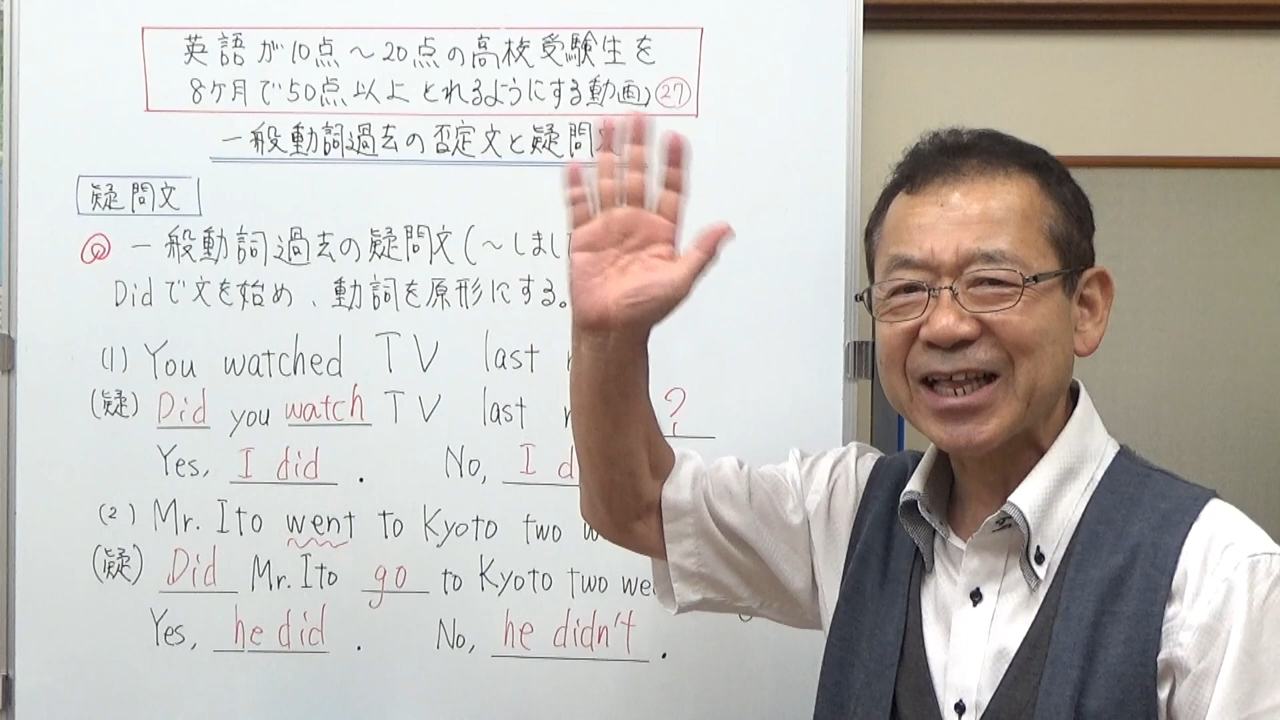 英語が10点～20点の高校受験生を
8ヶ月で50点以上とれるようにする動画㉗
一般動詞過去の否定文と疑問
疑問文
◎ 一般動詞過去の疑問文(～しまし
Didで文を始め、動詞を原形にする。
(1) You watched TV last
(疑) Did you watch TV last ?
Yes, I did. No, I d
(2) Mr. Ito went to Kyoto two
(疑) Did Mr. Ito go to Kyoto two we
Yes, he did. No, he didn't.